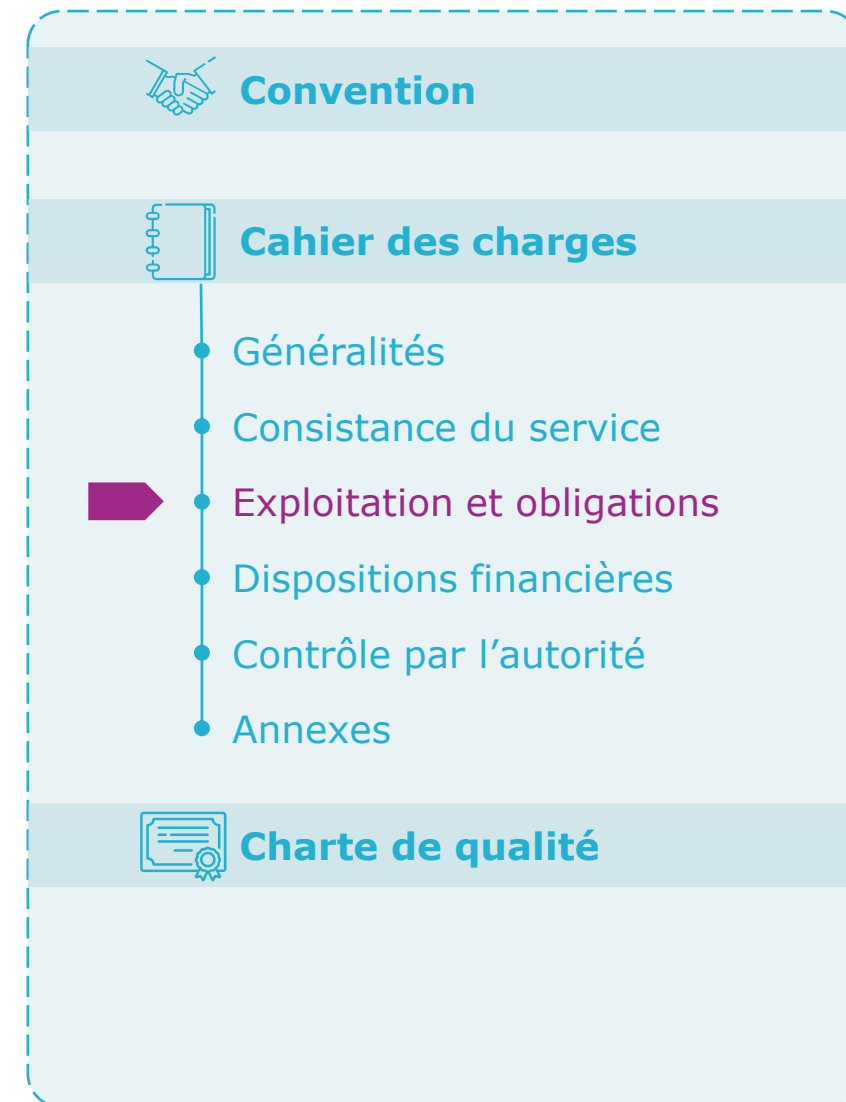 Convention
Cahier des charges
Généralités
Consistance du service
Exploitation et obligations
Dispositions financières
Contrôle par l’autorité
Annexes
Charte de qualité